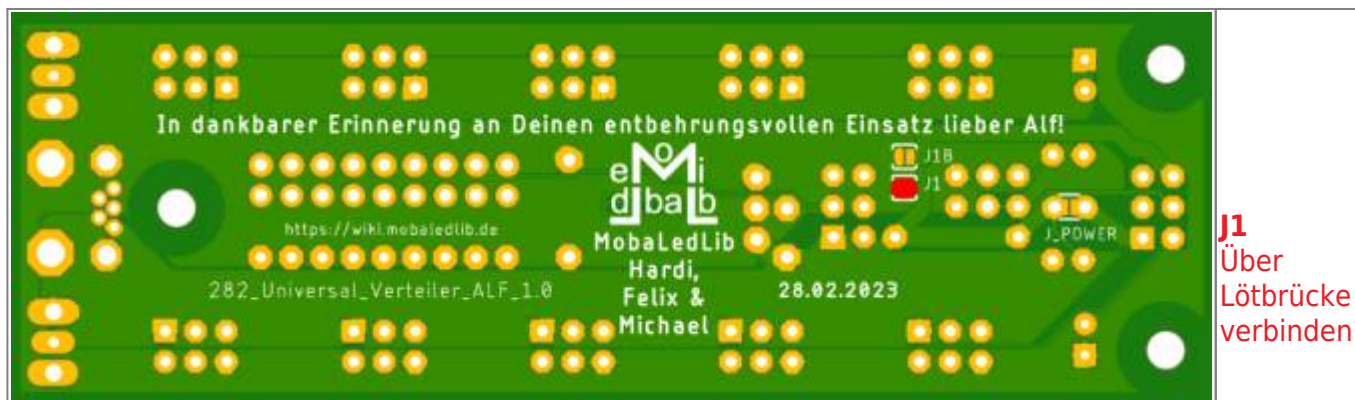 In dankbarer Erinnerung an Deinen entbehrungsvollen Einsatz lieber Alf!
J1B
J1
https://wiki.mobaledlib.de
282_Universal_Verteiler_ALF_1.0
MobaLedLib
Hardi,
Felix &
Michael
28.02.2023
J_POWER
J1
Über
Lötbrücke
verbinden